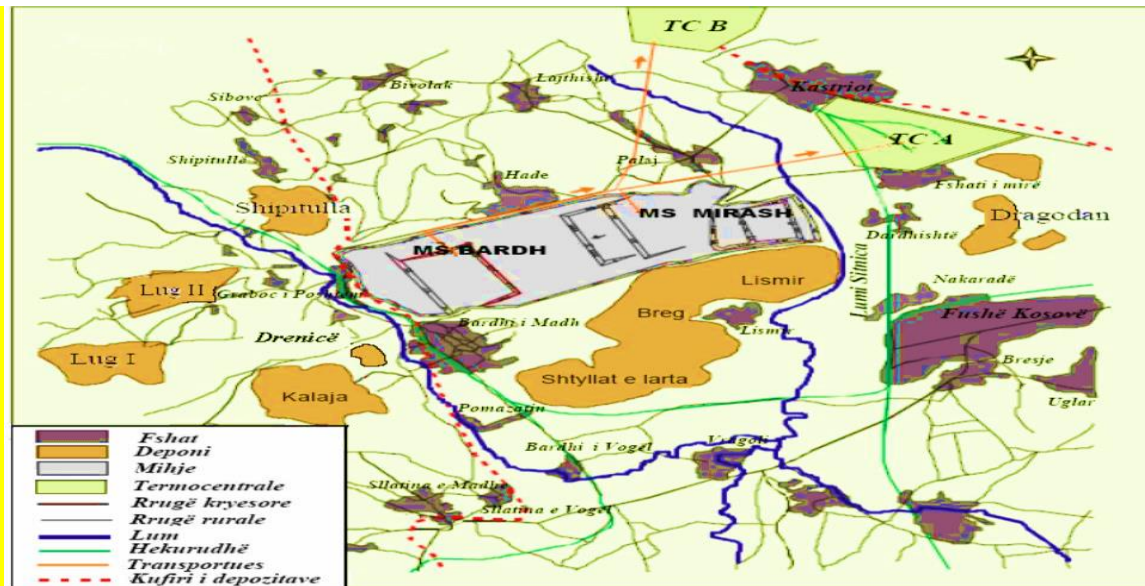 TC B
Kastriot
Lajthisht
Bivolak
Sibovc
TC A
Shipitullë
Palaj
Hade
Fshati i mirë
Shipitulla
MS MIRASH
Dragodan
Dardhishtë
MS BARDH
Lumi Sitnica
Lismir
Nakaradë
Lug II
Graboc i Poshtëm
Breg
Fushë Kosovë
Bardhi i Madh
Lismir
Drenicë
Lug I
Bresje
Shtyllat e larta
Uglar
Kalaja
Pomazatin
Bardhi i Vogël
Vragoli
Sllatina e Madhe
Sllatina e Vogël
Fshat
Deponi
Mihje
Termocentrale
Rrugë kryesore
Rrugë rurale
Lum
Hekurudhë
Transportues
Kufiri i depozitave